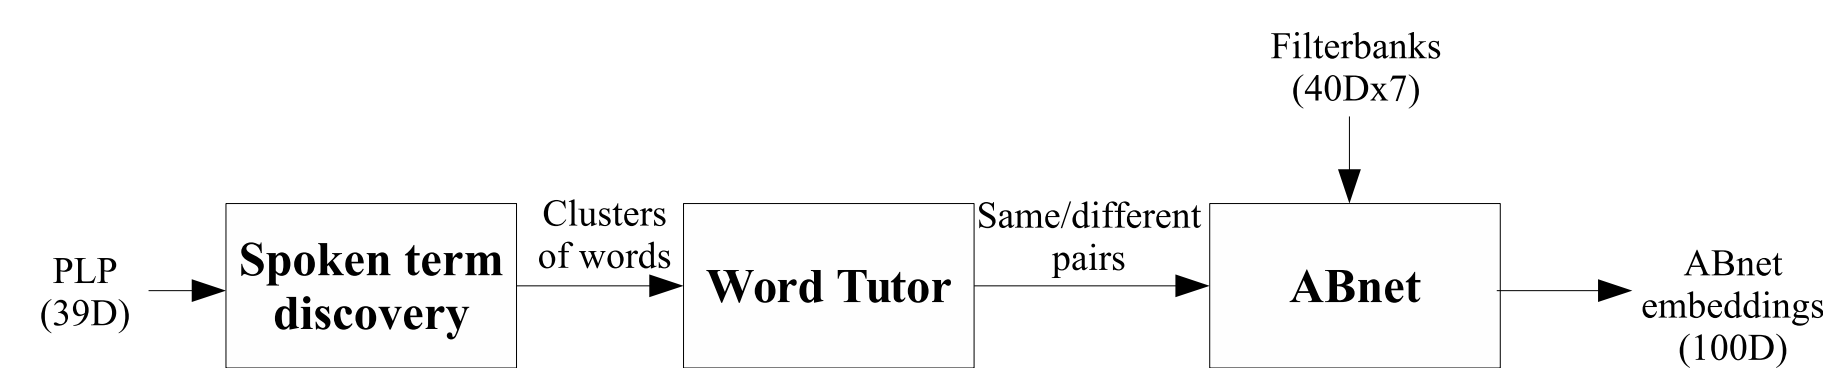 PLP
(39D)
Spoken term
discovery
Clusters
of words
Word Tutor
Same/different
pairs
Filterbanks
(40Dx7)
ABnet
ABnet
embeddings
(100D)